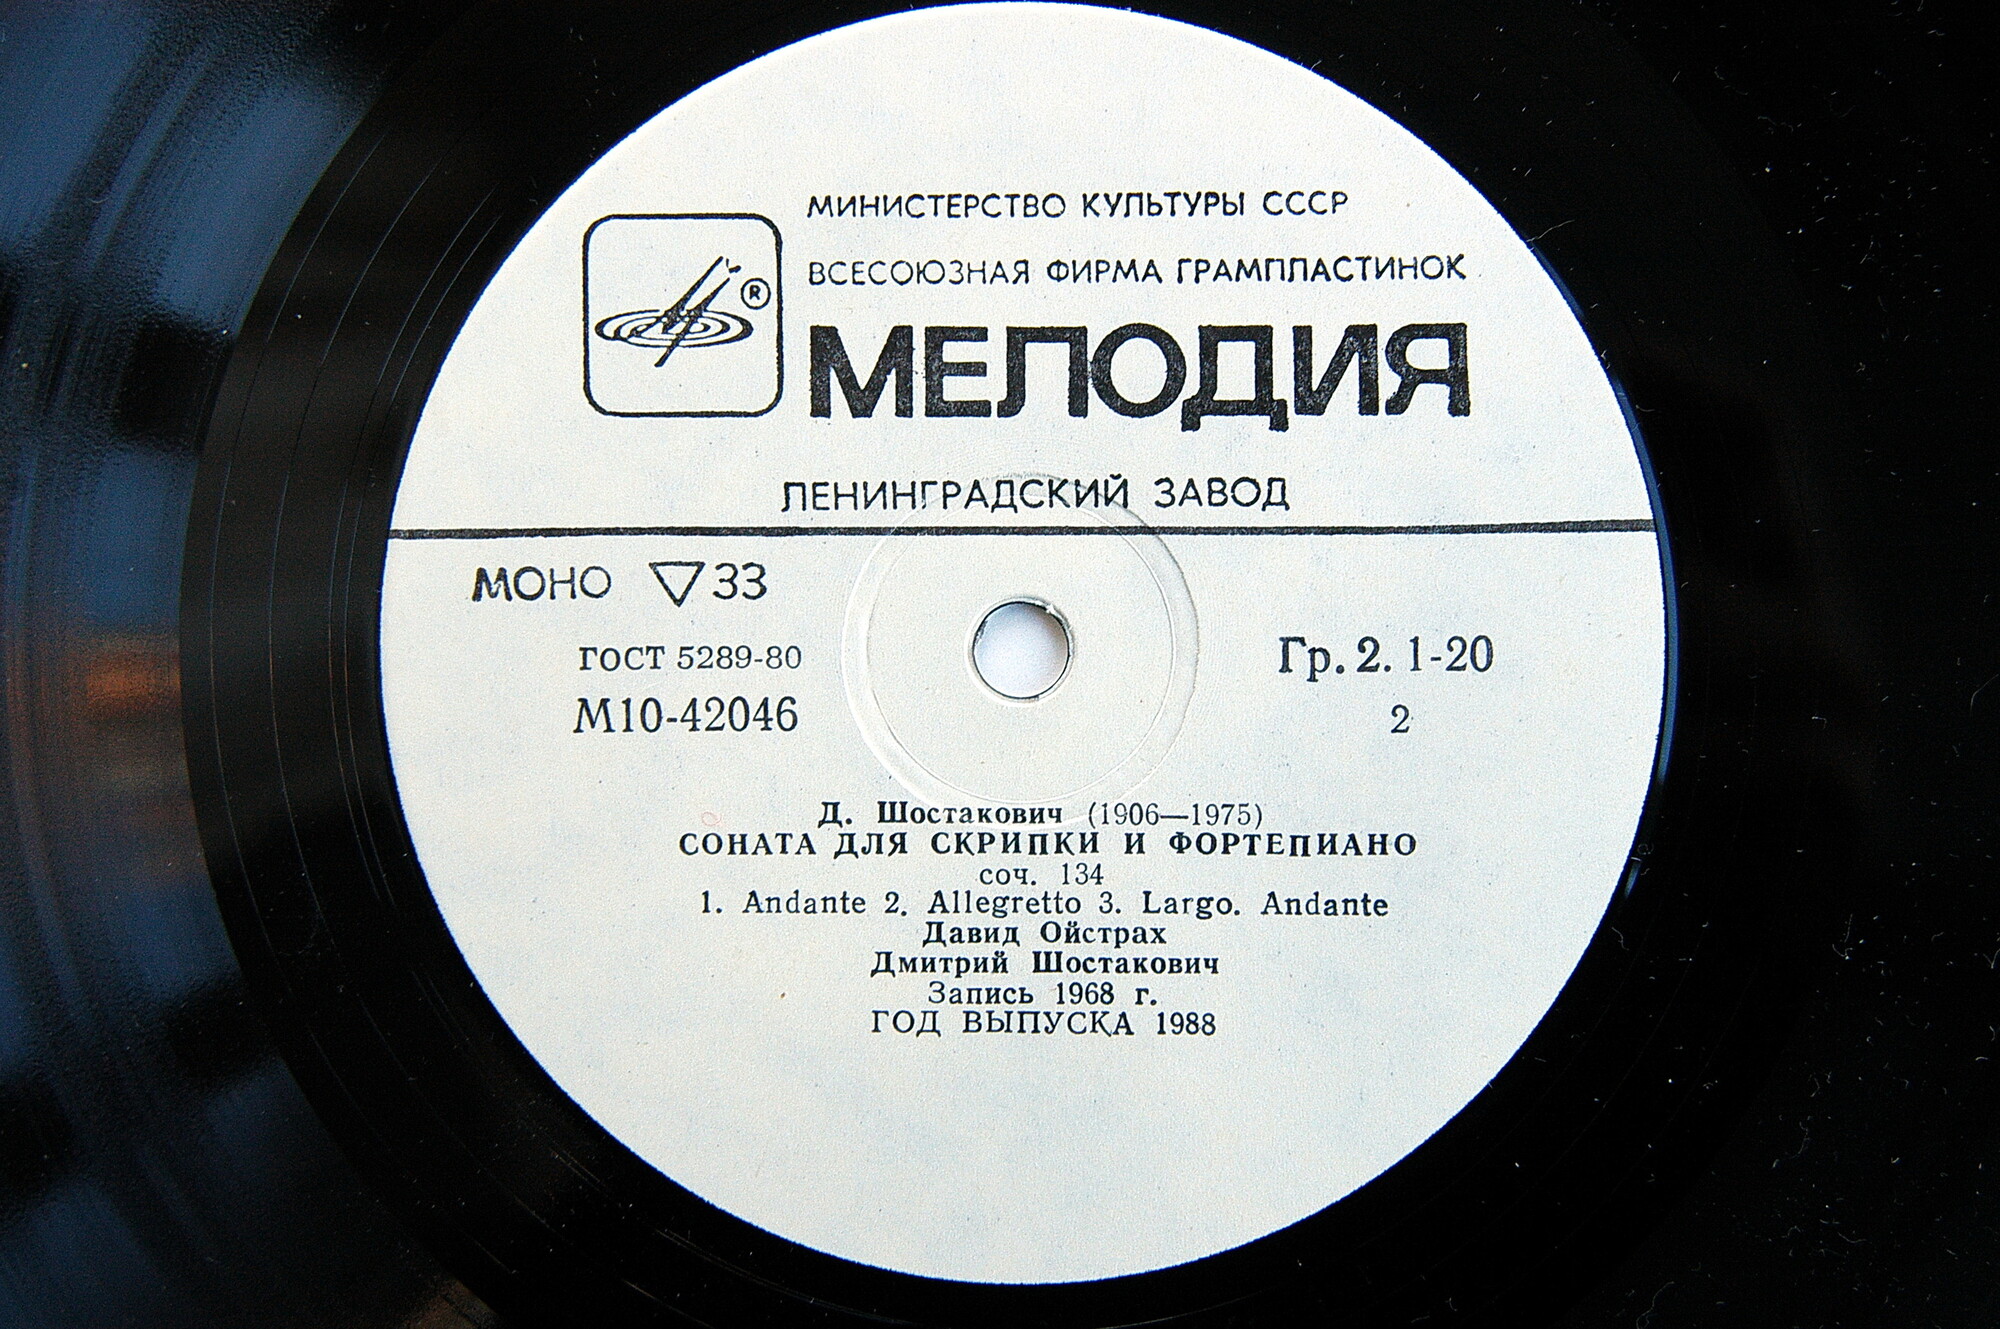 МИНИСТЕРСТВО КУЛЬТУРЫ СССР
ВСЕСОЮЗНАЯ ФИРМА ГРАМПЛАСТИНОК
®
МЕЛОДИЯ
ЛЕНИНГРАДСКИЙ ЗАВОД
МОНО ▽33
ГОСТ 5289-80
Гр. 2. 1-20
М10-42046
2
Д. Шостакович (1906—1975)
СОНАТА ДЛЯ СКРИПКИ И ФОРТЕПИАНО
соч. 134
1. Andante 2. Allegretto 3. Largo. Andante
Давид Ойстрах
Дмитрий Шостакович
Запись 1968 г.
ГОД ВЫПУСКА 1988